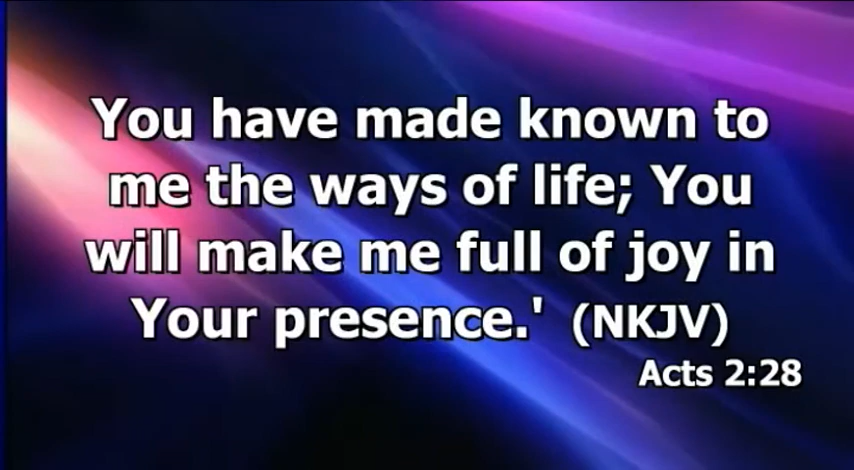 You have made known to
me the ways of life; You
will make me full of joy in
Your presence.' (NKJV)
Acts 2:28